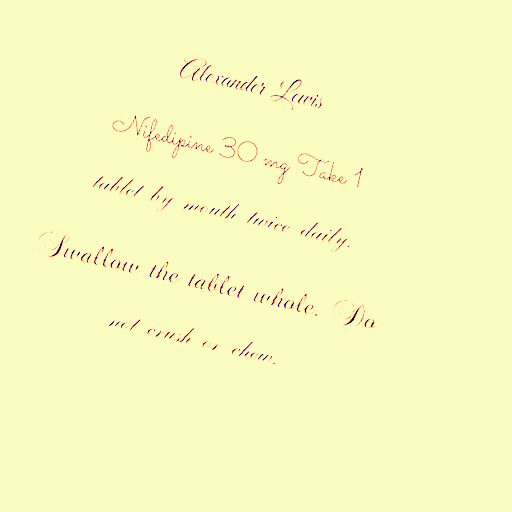 Alexander Lewis
Nifedipine 30 mg Take 1
tablet by mouth twice daily.
Swallow the tablet whole. Do
not crush or chew.